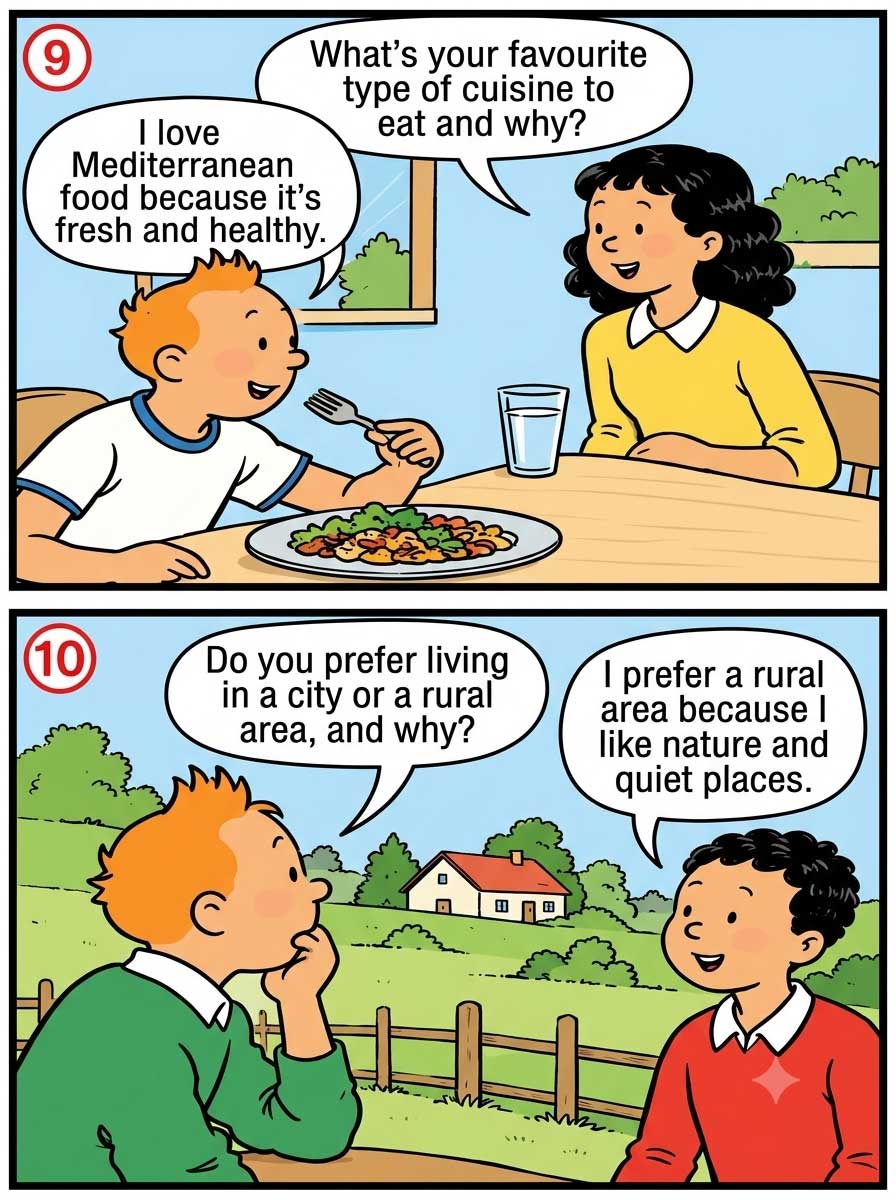 9
What's your favourite
type of cuisine to
eat and why?
I love
Mediterranean
food because it's
fresh and healthy.
10
Do you prefer living
in a city or a rural
area, and why?
I prefer a rural
area because I
like nature and
quiet places.